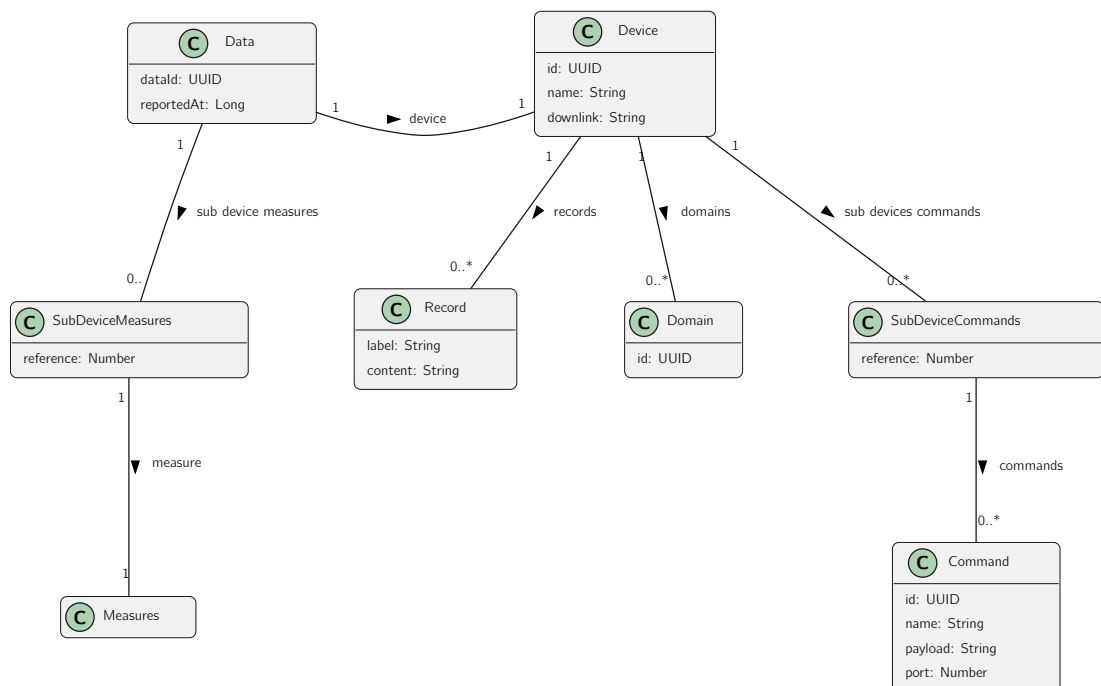 C Data
dataId: UUID
reportedAt: Long
C Device
id: UUID
name: String
downlink: String
1
device
1
1
sub device measures
0..
1
records
0..*
1
domains
0..*
1
sub devices commands
0..*
C SubDeviceMeasures
reference: Number
C Record
label: String
content: String
C Domain
id: UUID
C SubDeviceCommands
reference: Number
1
measure
1
1
commands
0..*
C Measures
C Command
id: UUID
name: String
payload: String
port: Number